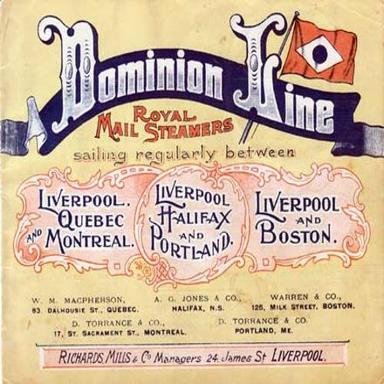 Dominion Line
ROYAL
MAIL STEAMERS
sailing regularly between
LIVERPOOL.
QUEBEC
AND MONTREAL.
LIVERPOOL
HALIFAX
AND
PORTLAND.
LIVERPOOL
AND
BOSTON.
W. M. MACPHERSON,
83. DALHOUSIE ST., QUEBEC.
A. G. JONES & CO.,
HALIFAX, N.S.
WARREN & CO.,
125, MILK STREET, BOSTON.
D. TORRANCE & CO.,
17, ST. SACRAMENT ST., MONTREAL.
D. TORRANCE & CO.,
PORTLAND, ME.
RICHARDS, MILLS & Co Managers 24, James St LIVERPOOL.